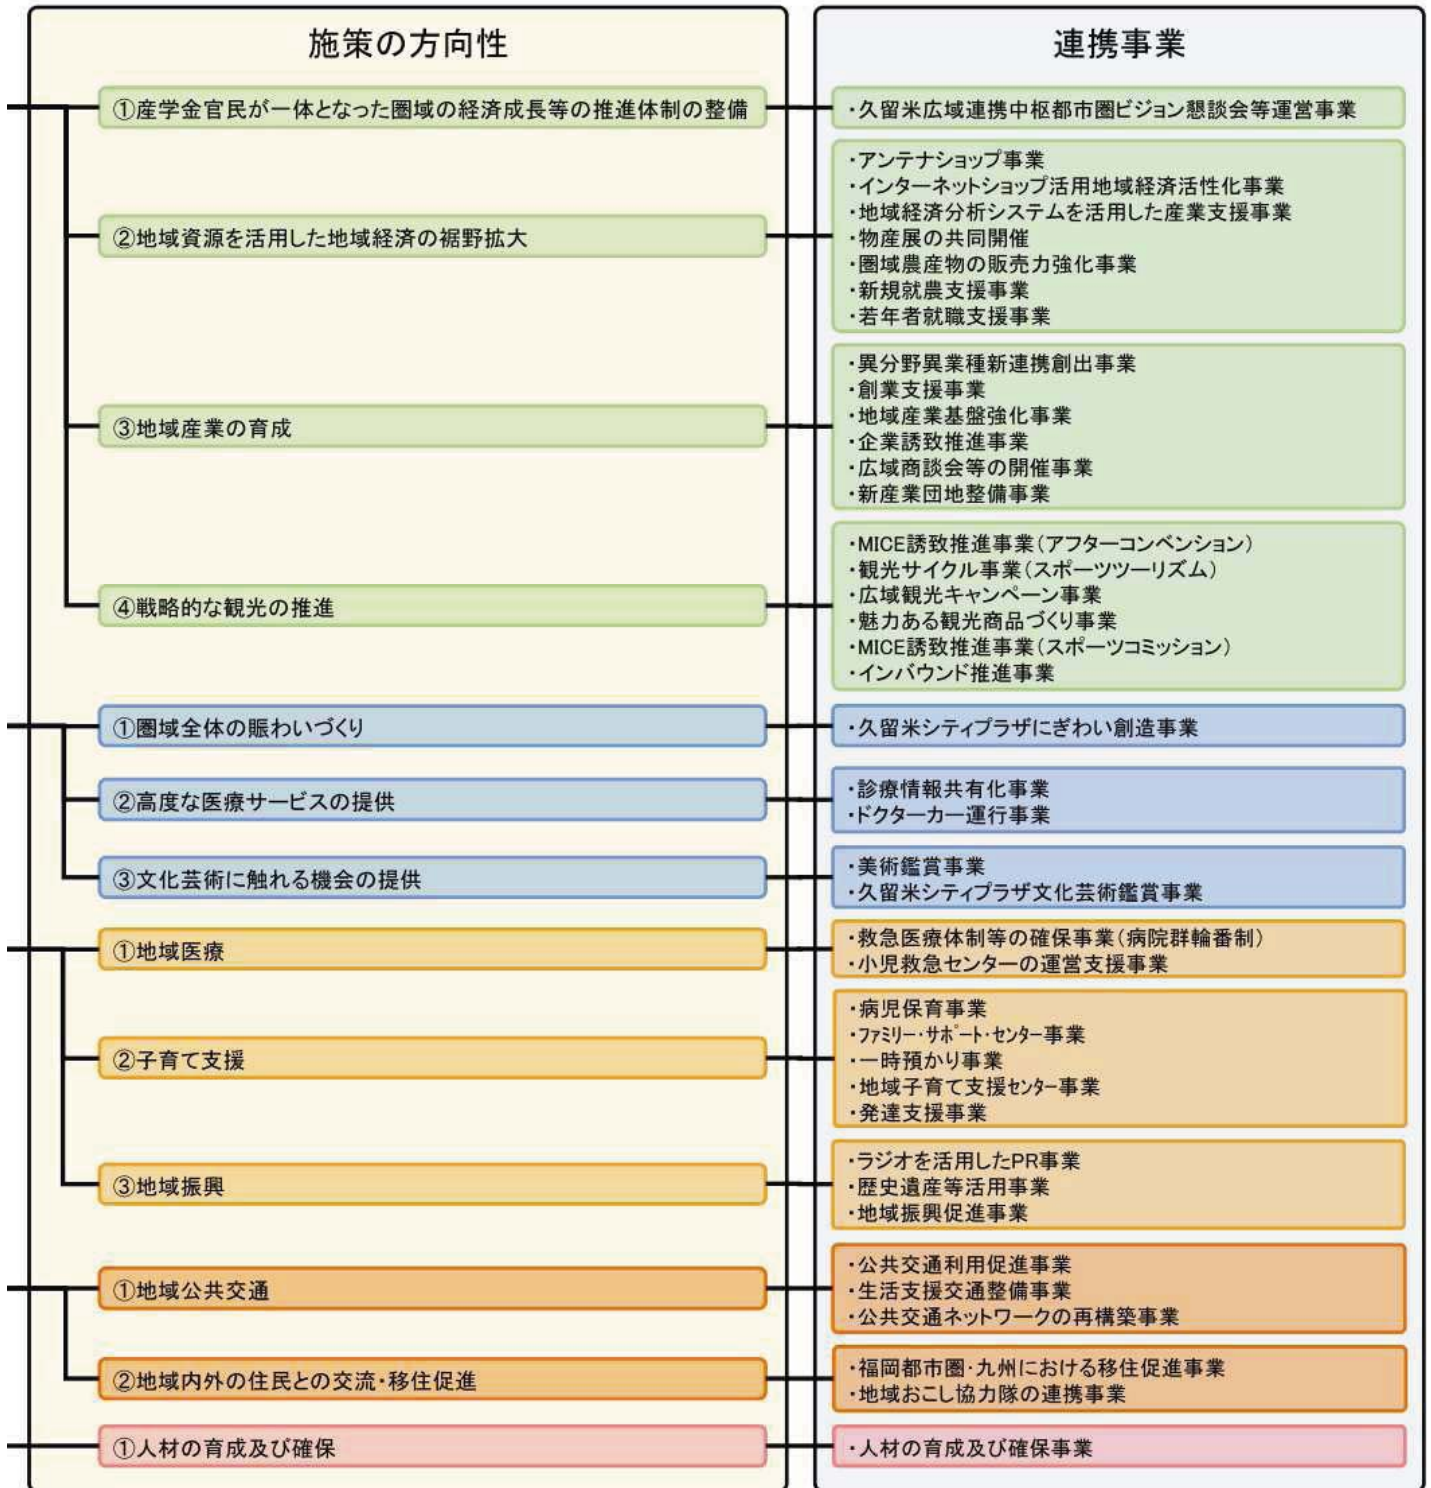 施策の方向性
連携事業
①産学金官民が一体となった圏域の経済成長等の推進体制の整備
・久留米広域連携中枢都市圏ビジョン懇談会等運営事業
②地域資源を活用した地域経済の裾野拡大
・アンテナショップ事業
・インターネットショップ活用地域経済活性化事業
・地域経済分析システムを活用した産業支援事業
・物産展の共同開催
・圏域農産物の販売力強化事業
・新規就農支援事業
・若年者就職支援事業
③地域産業の育成
・異分野異業種新連携創出事業
・創業支援事業
・地域産業基盤強化事業
・企業誘致推進事業
・広域商談会等の開催事業
・新産業団地整備事業
④戦略的な観光の推進
・MICE誘致推進事業(アフターコンベンション)
・観光サイクル事業(スポーツツーリズム)
・広域観光キャンペーン事業
・魅力ある観光商品づくり事業
・MICE誘致推進事業(スポーツコミッション)
・インバウンド推進事業
①圏域全体の賑わいづくり
・久留米シティプラザにぎわい創造事業
②高度な医療サービスの提供
・診療情報共有化事業
・ドクターカー運行事業
③文化芸術に触れる機会の提供
・美術鑑賞事業
・久留米シティプラザ文化芸術鑑賞事業
①地域医療
・救急医療体制等の確保事業(病院群輪番制)
・小児救急センターの運営支援事業
②子育て支援
・病児保育事業
・ファミリー・サポート・センター事業
・一時預かり事業
・地域子育て支援センター事業
・発達支援事業
③地域振興
・ラジオを活用したPR事業
・歴史遺産等活用事業
・地域振興促進事業
①地域公共交通
・公共交通利用促進事業
・生活支援交通整備事業
・公共交通ネットワークの再構築事業
②地域内外の住民との交流・移住促進
・福岡都市圏・九州における移住促進事業
・地域おこし協力隊の連携事業
①人材の育成及び確保
・人材の育成及び確保事業